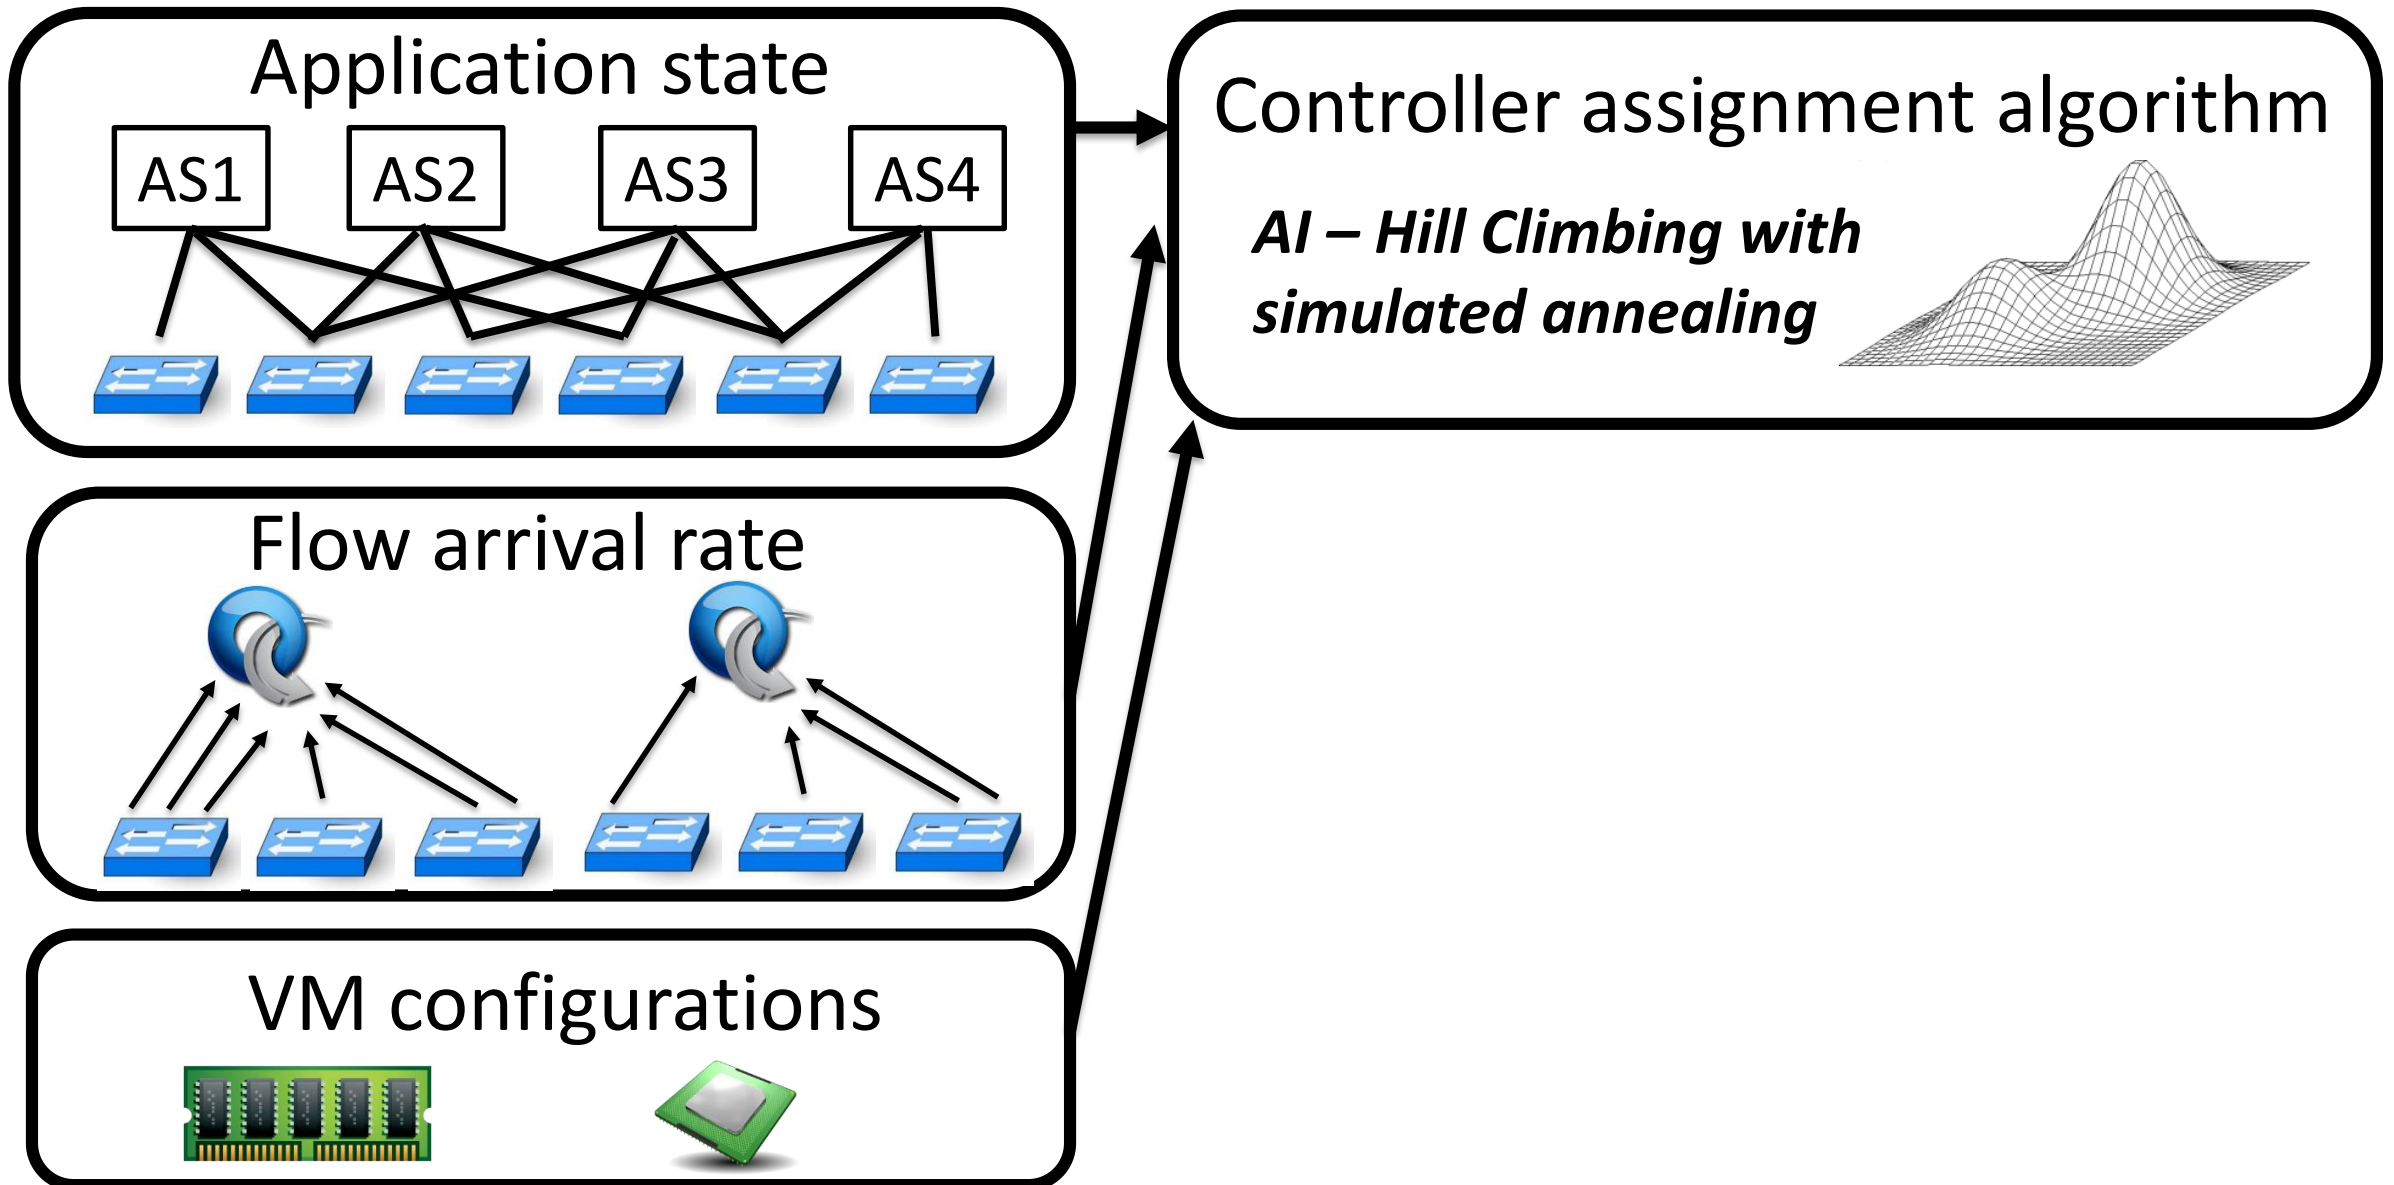 Application state
AS1 AS2 AS3 AS4
Controller assignment algorithm
AI – Hill Climbing with
simulated annealing
Flow arrival rate
VM configurations